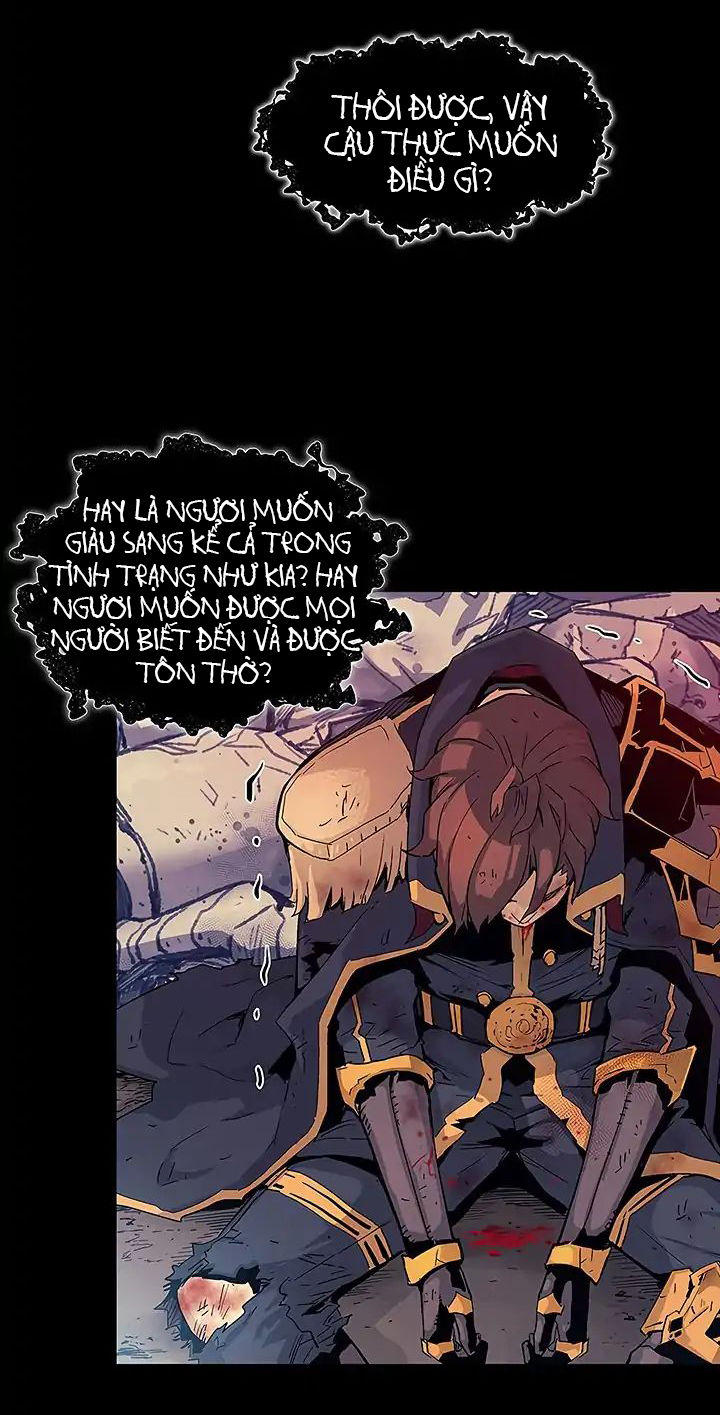 THÔI ĐƯỢC, VẬY
CẬU THỰC MUỐN
ĐIỀU GÌ?
HAY LÀ NGƯƠI MUỐN
GIÀU SANG KỂ CẢ TRONG
TÌNH TRẠNG NHƯ KIA? HAY
NGƯƠI MUỐN ĐƯỢC MỌI
NGƯỜI BIẾT ĐẾN VÀ ĐƯỢC
TÔN THỜ?